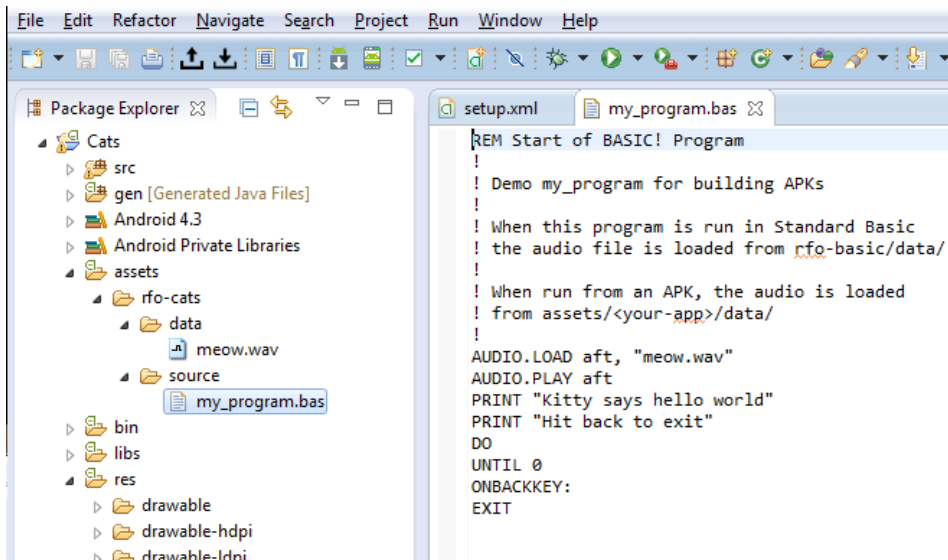 File Edit Refactor Navigate Search Project Run Window Help
Package Explorer
setup.xml my_program.bas
Cats
src
gen [Generated Java Files]
Android 4.3
Android Private Libraries
assets
rfo-cats
data
meow.wav
source
my_program.bas
bin
libs
res
drawable
drawable-hdpi
drawable-ldpi
REM Start of BASIC! Program
!
! Demo my_program for building APKs
!
! When this program is run in Standard Basic
! the audio file is loaded from rfo-basic/data/
!
! When run from an APK, the audio is loaded
! from assets/<your-app>/data/
!
AUDIO.LOAD aft, "meow.wav"
AUDIO.PLAY aft
PRINT "Kitty says hello world"
PRINT "Hit back to exit"
DO
UNTIL 0
ONBACKKEY:
EXIT